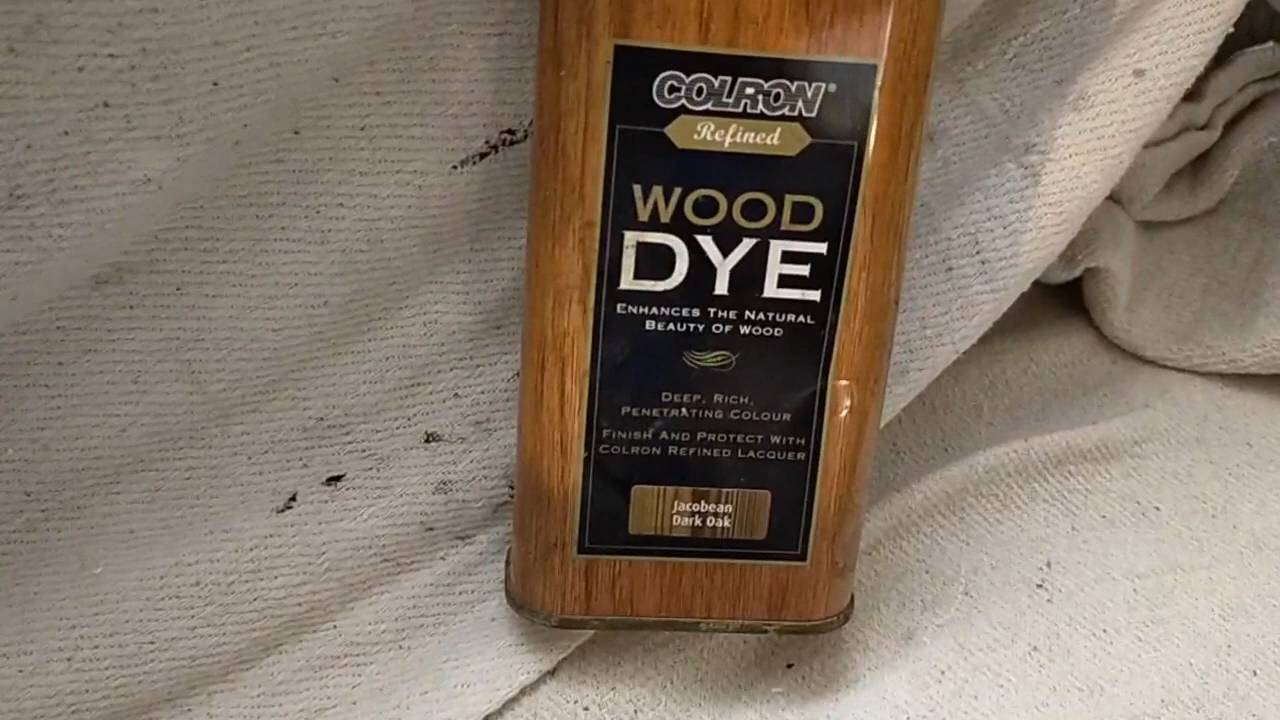 COLRON®
Refined
WOOD
DYE
ENHANCES THE NATURAL
BEAUTY OF WOOD
DEEP, RICH,
PENETRATING COLOUR
FINISH AND PROTECT WITH
COLRON REFINED LACQUER
Jacobean
Dark Oak